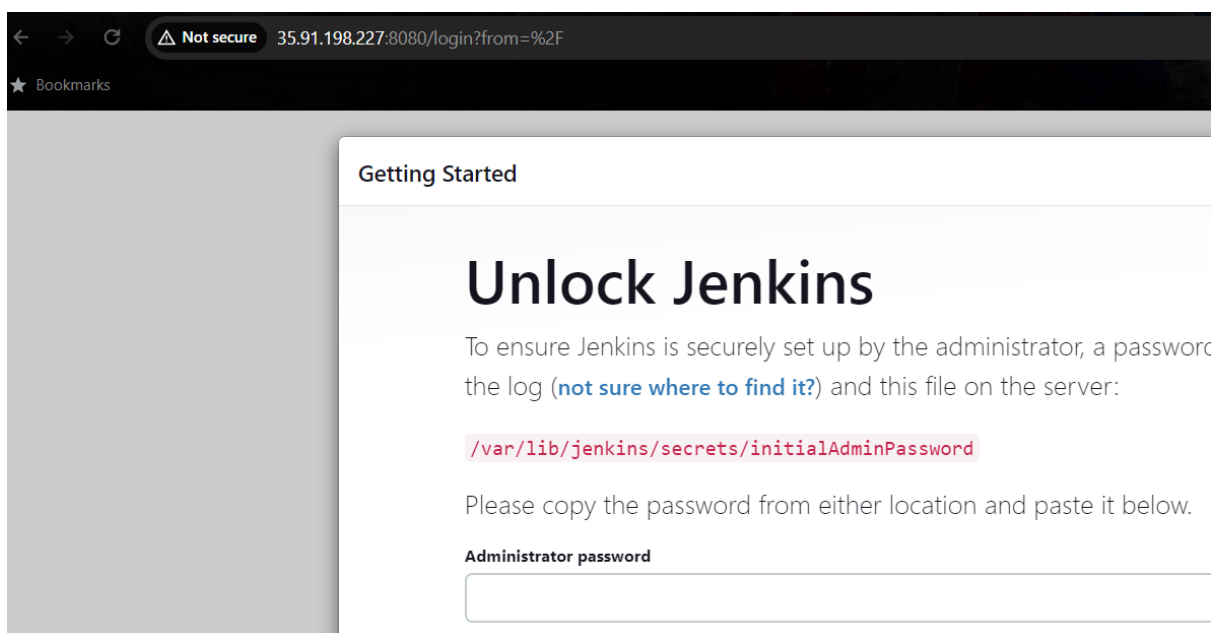 Not secure 35.91.198.227:8080/login?from=%2F
Bookmarks
Getting Started
Unlock Jenkins
To ensure Jenkins is securely set up by the administrator, a password
the log (not sure where to find it?) and this file on the server:
/var/lib/jenkins/secrets/initialAdminPassword
Please copy the password from either location and paste it below.
Administrator password